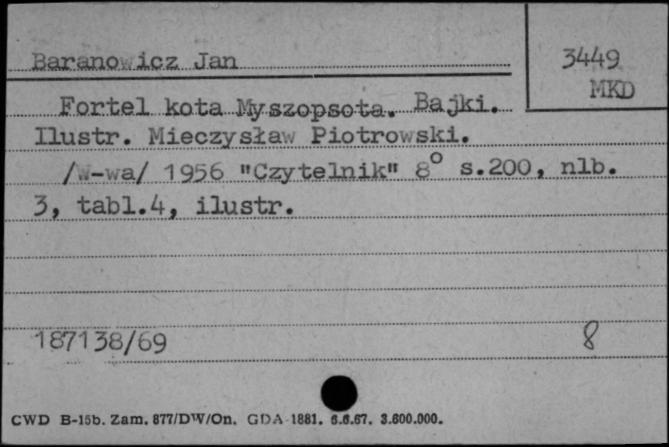 Baranowicz Jan
3449
MKD
Fortel kota Myszopsota. Bajki.
Ilustr. Mieczysław Piotrowski.
/W-wa/ 1956 "Czytelnik" 8° s.200, nlb.
3, tabl.4, ilustr.
187138/69
8
CWD B-15b. Zam. 877/DW/On. GDA-1881. 6.6.67. 3.600.000.